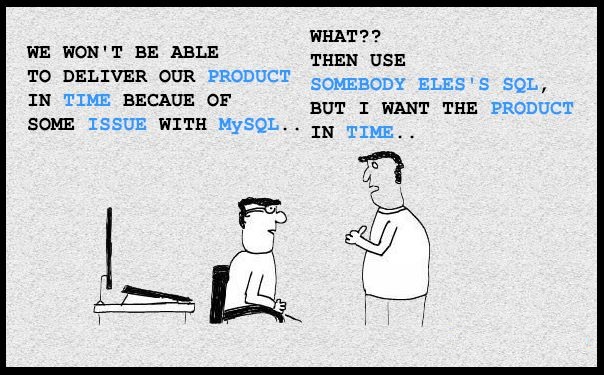 WE WON'T BE ABLE
TO DELIVER OUR PRODUCT
IN TIME BECAUE OF
SOME ISSUE WITH MySQL..
WHAT??
THEN USE
SOMEBODY ELES'S SQL,
BUT I WANT THE PRODUCT
IN TIME..